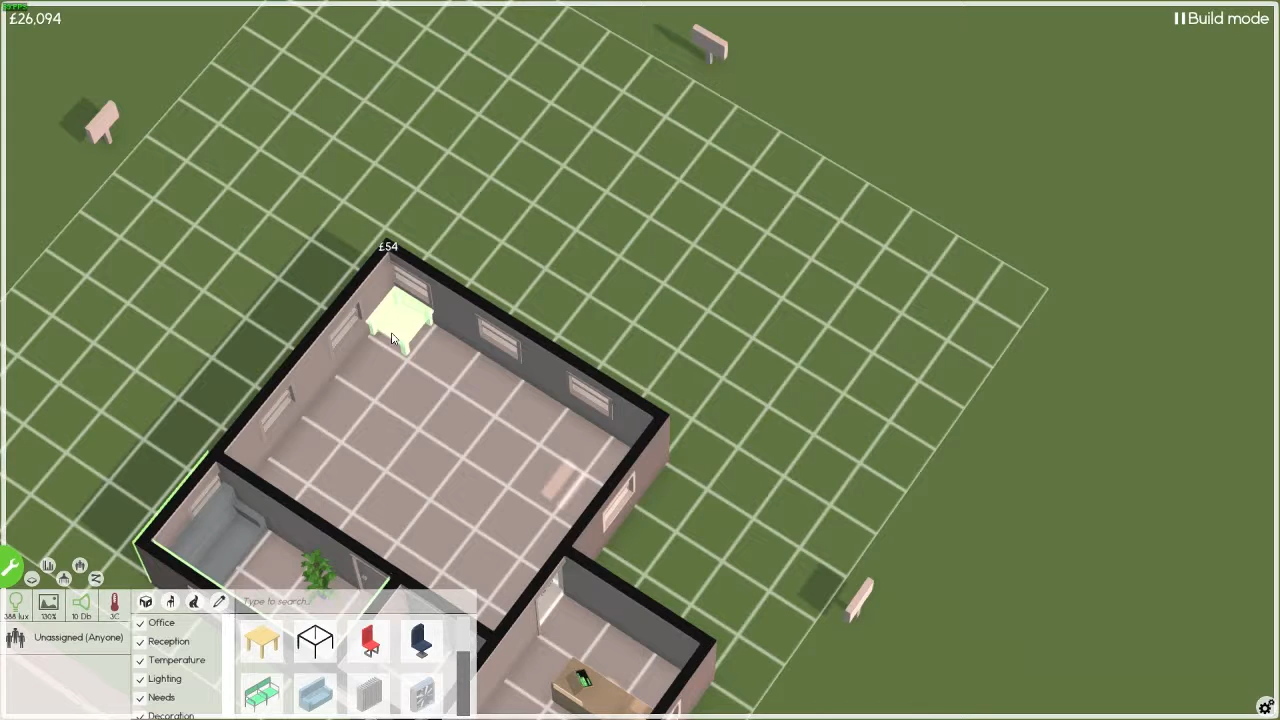 £26,094
Build mode
£54
Type to search...
388 lux
130%
10 Db
3C
Unassigned (Anyone)
Office
Reception
Temperature
Lighting
Needs
Decoration